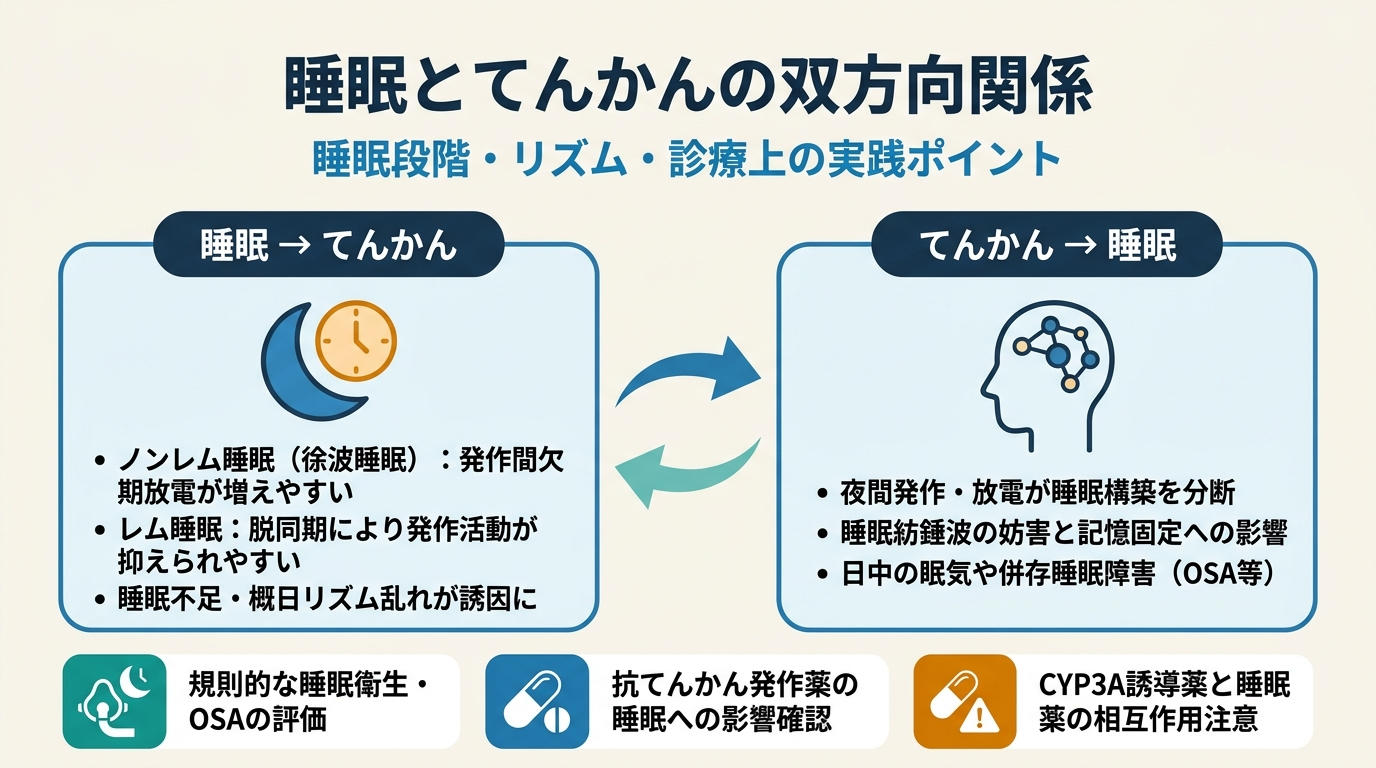 睡眠とてんかんの双方向関係
睡眠段階・リズム・診療上の実践ポイント
睡眠 → てんかん
• ノンレム睡眠（徐波睡眠）：発作間欠
期放電が増えやすい
• レム睡眠：脱同期により発作活動が
抑えられやすい
• 睡眠不足・概日リズム乱れが誘因に
てんかん → 睡眠
• 夜間発作・放電が睡眠構築を分断
• 睡眠紡錘波の妨害と記憶固定への影響
• 日中の眠気や併存睡眠障害（OSA等）
規則的な睡眠衛生・
OSAの評価
抗てんかん発作薬の
睡眠への影響確認
CYP3A誘導薬と睡眠
薬の相互作用注意